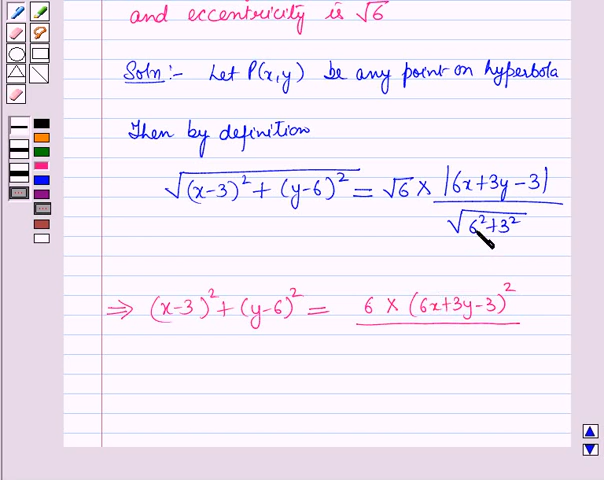 and eccentricity is √6
Soln:- Let P(x,y) be any point on hyperbola
Then by definition
√((x-3)² + (y-6)²) = √6 × |6x+3y-3| / √(6²+3²)
⇒ (x-3)² + (y-6)² = 6 × (6x+3y-3)²